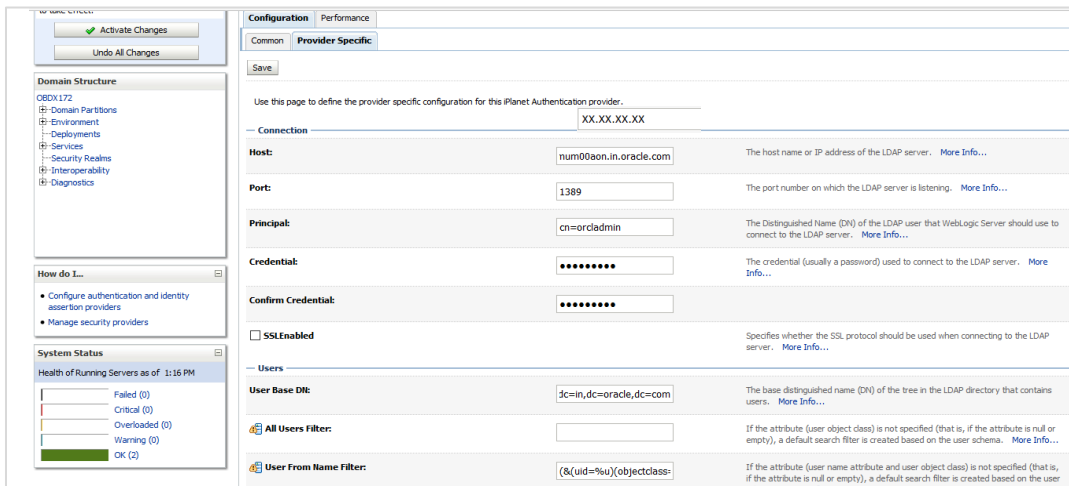 to take effect.
Activate Changes
Undo All Changes
Domain Structure
OBDX172
Domain Partitions
Environment
Deployments
Services
Security Realms
Interoperability
Diagnostics
How do I...
Configure authentication and identity
assertion providers
Manage security providers
System Status
Health of Running Servers as of 1:16 PM
Failed (0)
Critical (0)
Overloaded (0)
Warning (0)
OK (2)
Configuration Performance
Common Provider Specific
Save
Use this page to define the provider specific configuration for this iPlanet Authentication provider.
XX.XX.XX.XX
Connection
Host: num00aon.in.oracle.com The host name or IP address of the LDAP server. More Info...
Port: 1389 The port number on which the LDAP server is listening. More Info...
Principal: cn=orcladmin The Distinguished Name (DN) of the LDAP user that WebLogic Server should use to
connect to the LDAP server. More Info...
Credential: ●●●●●●●●● The credential (usually a password) used to connect to the LDAP server. More
Info...
Confirm Credential: ●●●●●●●●●
SSLEnabled Specifies whether the SSL protocol should be used when connecting to the LDAP
server. More Info...
Users
User Base DN: dc=in,dc=oracle,dc=com The base distinguished name (DN) of the tree in the LDAP directory that contains
users. More Info...
All Users Filter: If the attribute (user object class) is not specified (that is, if the attribute is null or
empty), a default search filter is created based on the user schema. More Info...
User From Name Filter: (&(uid=%u)(objectclass= If the attribute (user name attribute and user object class) is not specified (that is,
if the attribute is null or empty), a default search filter is created based on the user